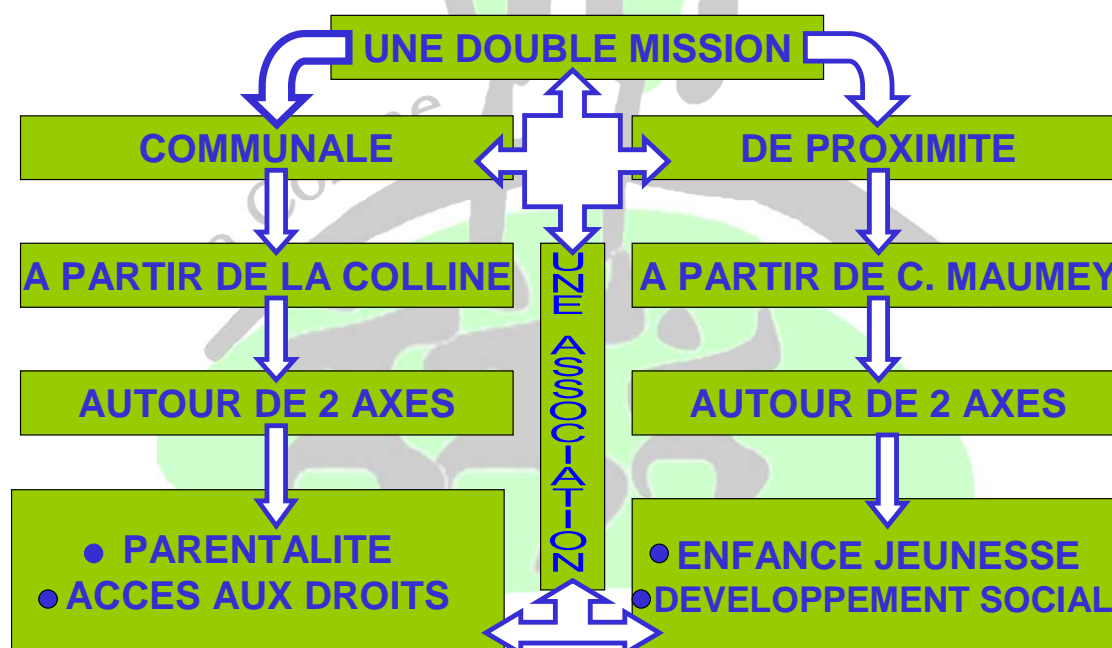 UNE DOUBLE MISSION
COMMUNALE
DE PROXIMITE
A PARTIR DE LA COLLINE
A PARTIR DE C. MAUMEY
UNE ASSOCIATION
AUTOUR DE 2 AXES
AUTOUR DE 2 AXES
• PARENTALITE
• ACCES AUX DROITS
• ENFANCE JEUNESSE
• DEVELOPPEMENT SOCIAL